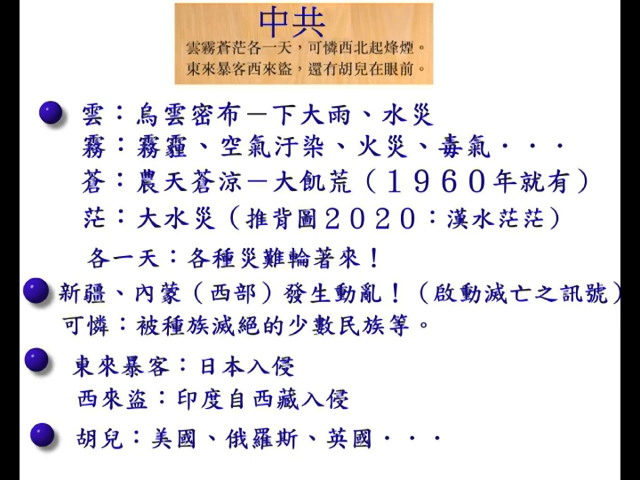 中共
雲霧蒼茫各一天，可憐西北起烽煙。
東來暴客西來盜，還有胡兒在眼前。
雲：烏雲密布－下大雨、水災
霧：霧霾、空氣汙染、火災、毒氣・・・
蒼：農天蒼涼－大飢荒（１９６０年就有）
茫：大水災（推背圖２０２０：漢水茫茫）
各一天：各種災難輪著來！
新疆、內蒙（西部）發生動亂！（啟動滅亡之訊號）
可憐：被種族滅絕的少數民族等。
東來暴客：日本入侵
西來盜：印度自西藏入侵
胡兒：美國、俄羅斯、英國・・・